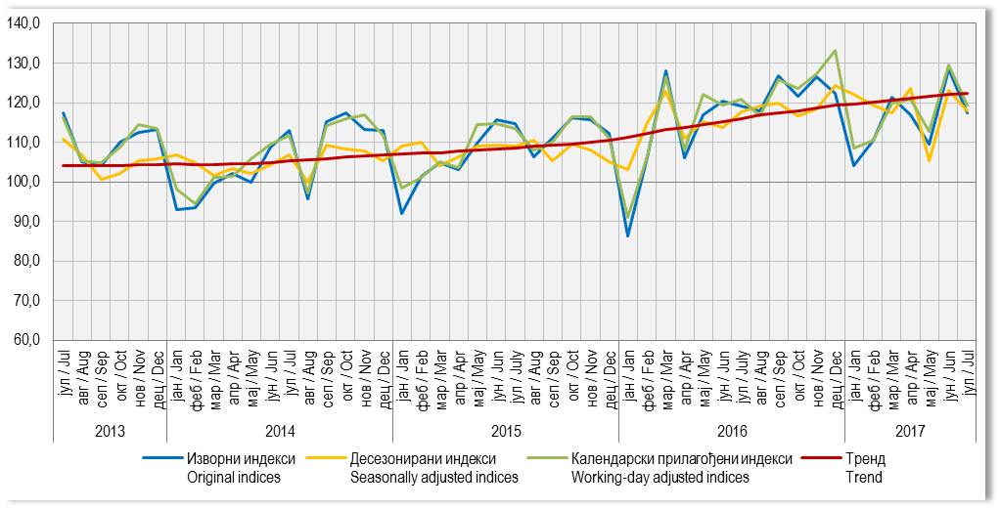 140,0
130,0
120,0
110,0
100,0
90,0
80,0
70,0
60,0
јул / Jul
авг / Aug
сеп / Sep
окт / Oct
нов / Nov
дец / Dec
јан / Jan
феб / Feb
мар / Mar
апр / Apr
мај / May
јун / Jun
јул / Jul
авг / Aug
сеп / Sep
окт / Oct
нов / Nov
дец / Dec
јан / Jan
феб / Feb
мар / Mar
апр / Apr
мај / May
јун / June
јул / July
авг / Aug
сеп / Sep
окт / Oct
нов / Nov
дец / Dec
јан / Jan
феб / Feb
мар / Mar
апр / Apr
мај / May
јун / June
јул / July
авг / Aug
сеп / Sep
окт / Oct
нов / Nov
дец / Dec
јан / Jan
феб / Feb
мар / Mar
апр / Apr
мај / May
јун / Jun
јул / Jul
2013
2014
2015
2016
2017
Изворни индекси
Original indices
Десезонирани индекси
Seasonally adjusted indices
Календарски прилагођени индекси
Working-day adjusted indices
Тренд
Trend